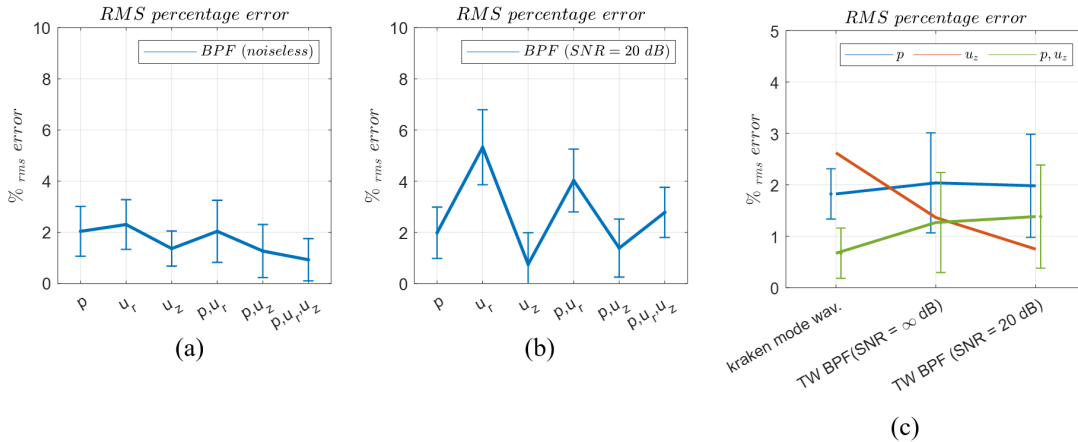 RMS percentage error
10
8
6
4
2
0
% rms error
BPF (noiseless)
p
u_r
u_z
p,u_r
p,u_z
p,u_r,u_z
(a)
RMS percentage error
10
8
6
4
2
0
% rms error
BPF (SNR = 20 dB)
p
u_r
u_z
p,u_r
p,u_z
p,u_r,u_z
(b)
RMS percentage error
5
4
3
2
1
0
% rms error
p u_z p, u_z
kraken mode wav.
TW BPF(SNR = ∞ dB)
TW BPF (SNR = 20 dB)
(c)